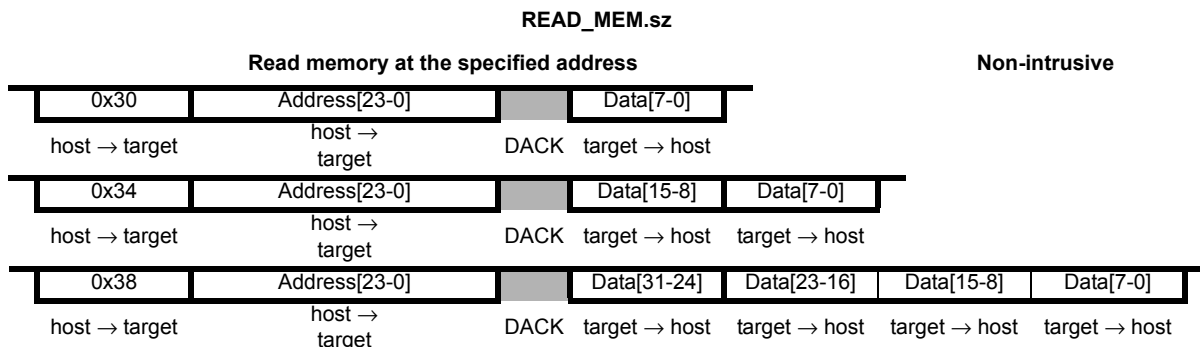 READ_MEM.sz
Read memory at the specified address Non-intrusive
0x30 Address[23-0] Data[7-0]
host → target host → target DACK target → host
0x34 Address[23-0] Data[15-8] Data[7-0]
host → target host → target DACK target → host target → host
0x38 Address[23-0] Data[31-24] Data[23-16] Data[15-8] Data[7-0]
host → target host → target DACK target → host target → host target → host target → host